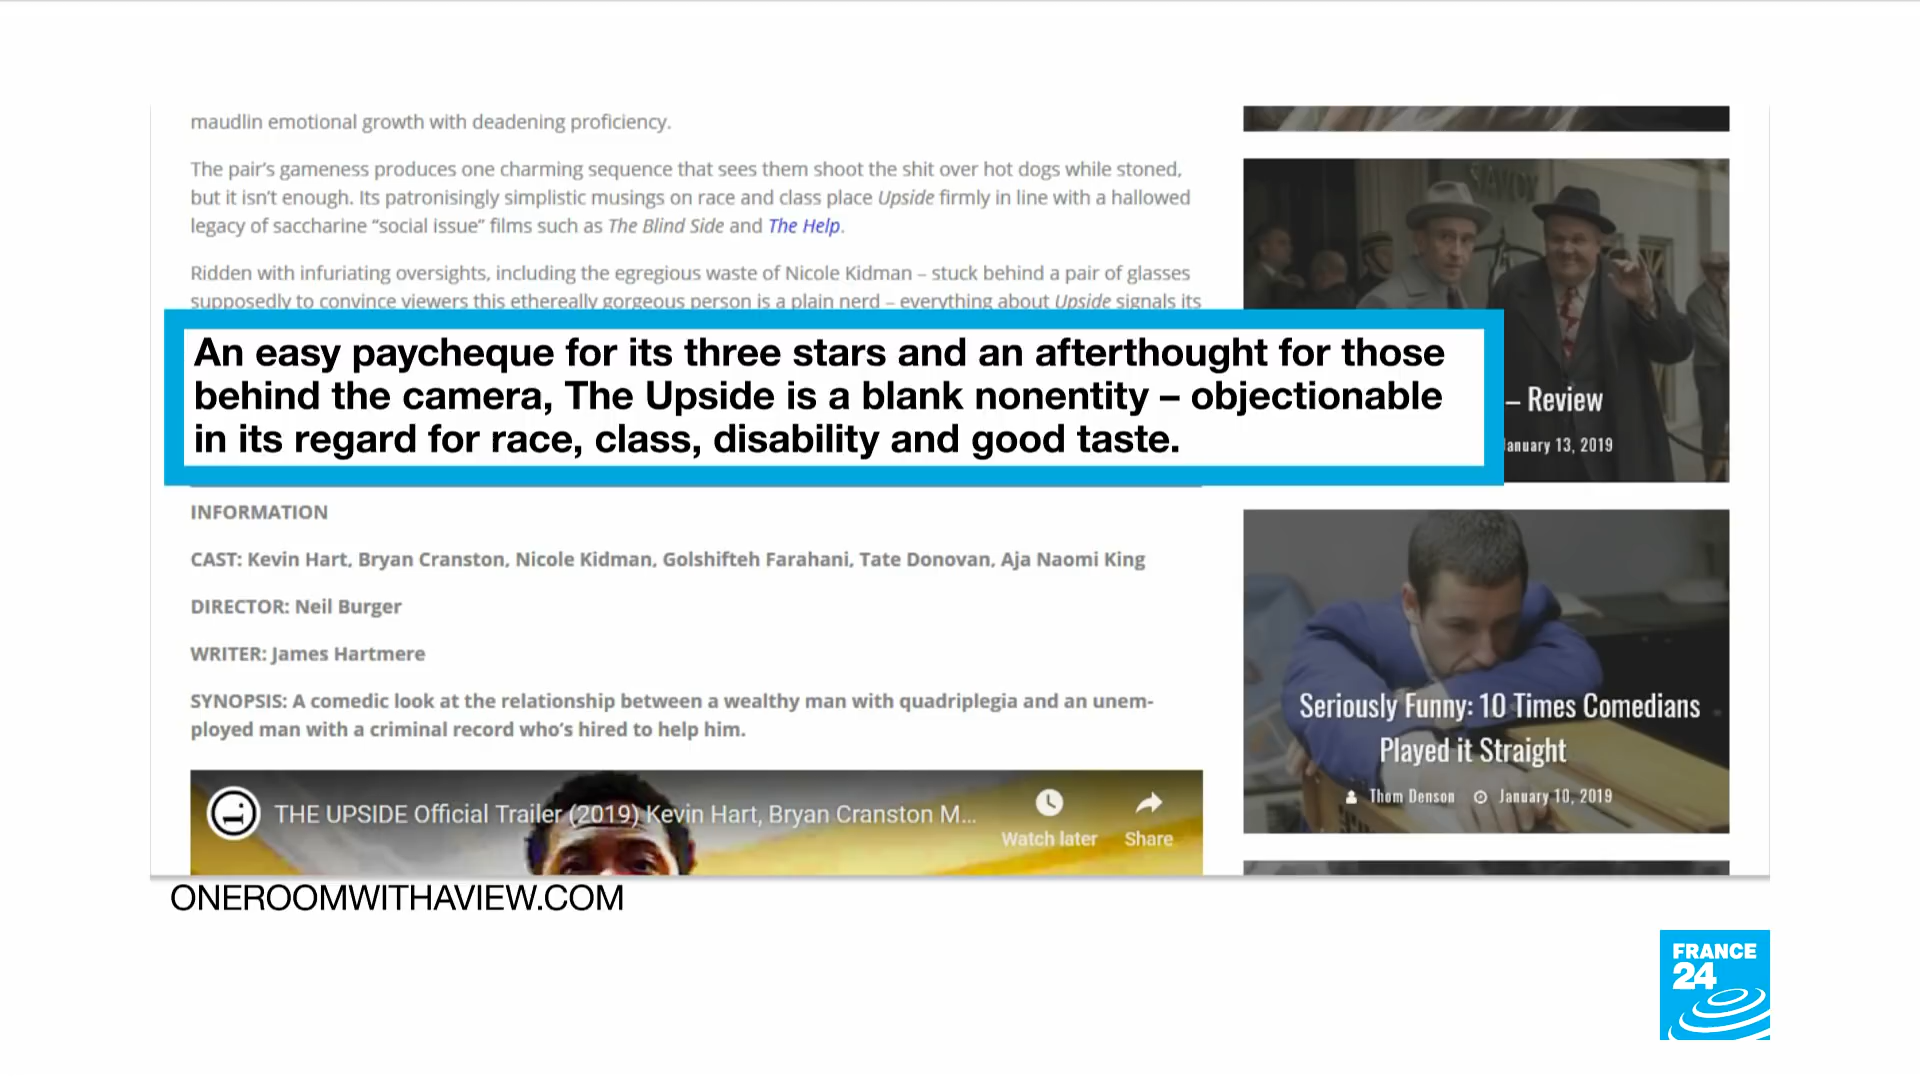 maudlin emotional growth with deadening proficiency.
The pair's gameness produces one charming sequence that sees them shoot the shit over hot dogs while stoned,
but it isn't enough. Its patronisingly simplistic musings on race and class place Upside firmly in line with a hallowed
legacy of saccharine “social issue” films such as The Blind Side and The Help.
Ridden with infuriating oversights, including the egregious waste of Nicole Kidman – stuck behind a pair of glasses
supposedly to convince viewers this ethereally gorgeous person is a plain nerd – everything about Upside signals its
An easy paycheque for its three stars and an afterthought for those
behind the camera, The Upside is a blank nonentity – objectionable
in its regard for race, class, disability and good taste.
INFORMATION
CAST: Kevin Hart, Bryan Cranston, Nicole Kidman, Golshifteh Farahani, Tate Donovan, Aja Naomi King
DIRECTOR: Neil Burger
WRITER: James Hartmere
SYNOPSIS: A comedic look at the relationship between a wealthy man with quadriplegia and an unem-
ployed man with a criminal record who's hired to help him.
THE UPSIDE Official Trailer (2019) Kevin Hart, Bryan Cranston M...
Watch later
Share
SAVOY
– Review
anuary 13, 2019
Seriously Funny: 10 Times Comedians
Played it Straight
Thom Denson
January 10, 2019
ONEROOMWITHAVIEW.COM
FRANCE
24